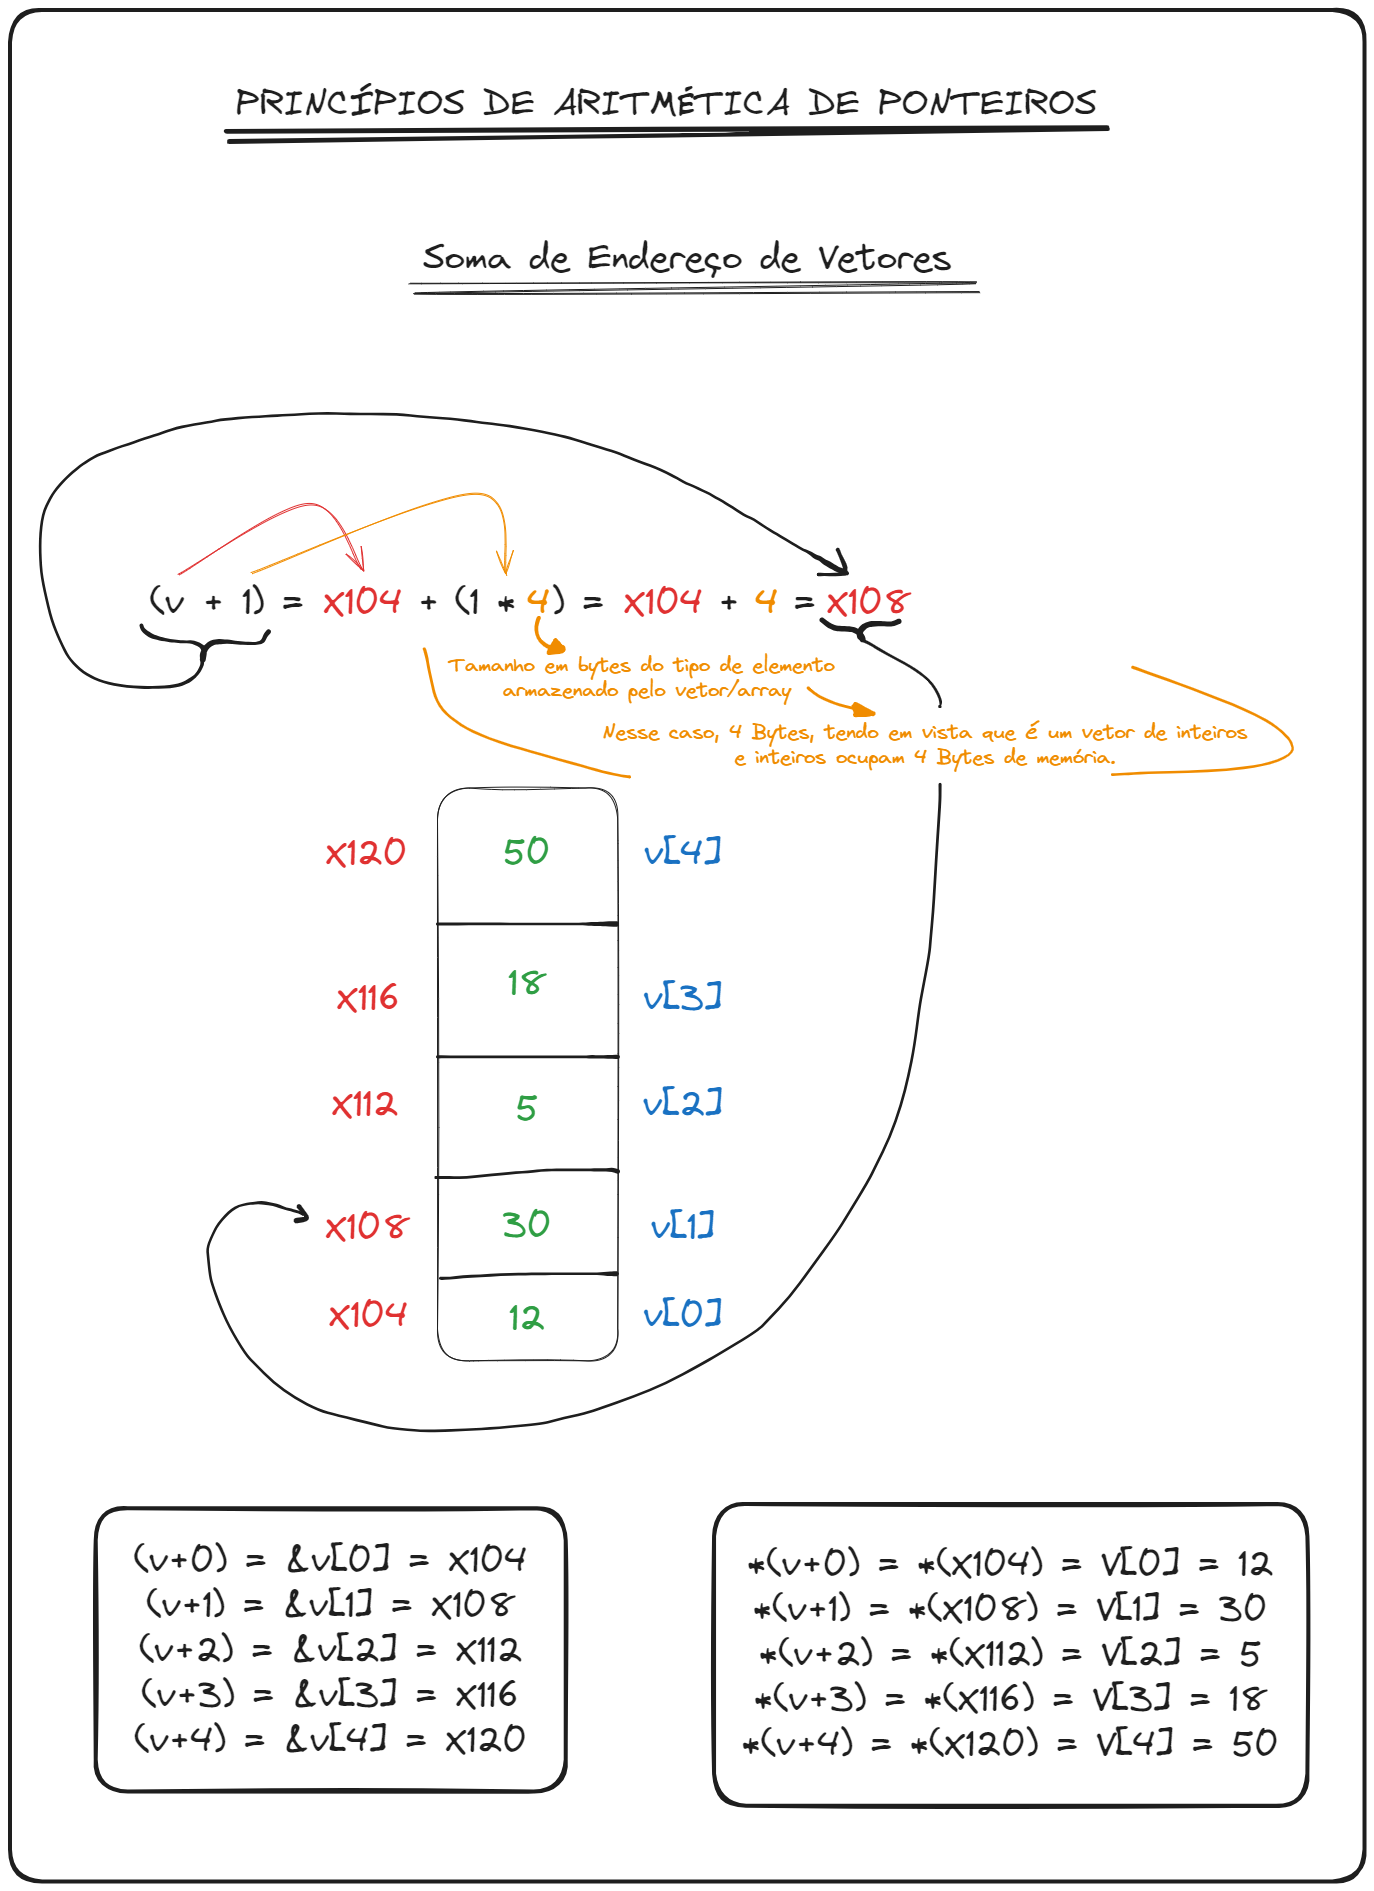 PRINCÍPIOS DE ARITMÉTICA DE PONTEIROS
Soma de Endereço de Vetores
(v + 1) = x104 + (1 * 4) = x104 + 4 = x108
Tamanho em bytes do tipo de elemento
armazenado pelo vetor/array
Nesse caso, 4 Bytes, tendo em vista que é um vetor de inteiros
e inteiros ocupam 4 Bytes de memória.
x120 50 v[4]
x116 18 v[3]
x112 5 v[2]
x108 30 v[1]
x104 12 v[0]
(v+0) = &v[0] = x104
(v+1) = &v[1] = x108
(v+2) = &v[2] = x112
(v+3) = &v[3] = x116
(v+4) = &v[4] = x120
*(v+0) = *(x104) = V[0] = 12
*(v+1) = *(x108) = V[1] = 30
*(v+2) = *(x112) = V[2] = 5
*(v+3) = *(x116) = V[3] = 18
*(v+4) = *(x120) = V[4] = 50